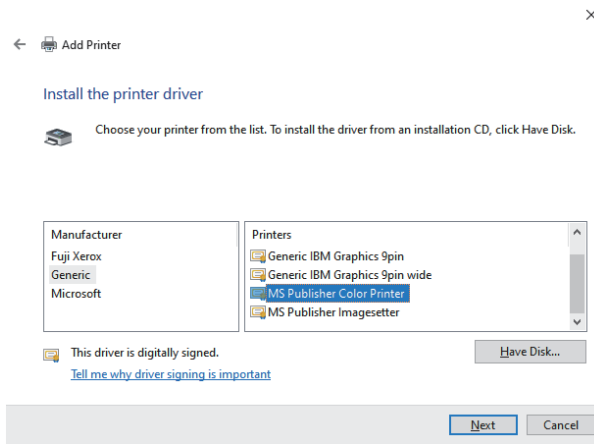 Add Printer
Install the printer driver
Choose your printer from the list. To install the driver from an installation CD, click Have Disk.
Manufacturer
Fuji Xerox
Generic
Microsoft
Printers
Generic IBM Graphics 9pin
Generic IBM Graphics 9pin wide
MS Publisher Color Printer
MS Publisher Imagesetter
This driver is digitally signed.
Have Disk...
Tell me why driver signing is important
Next
Cancel